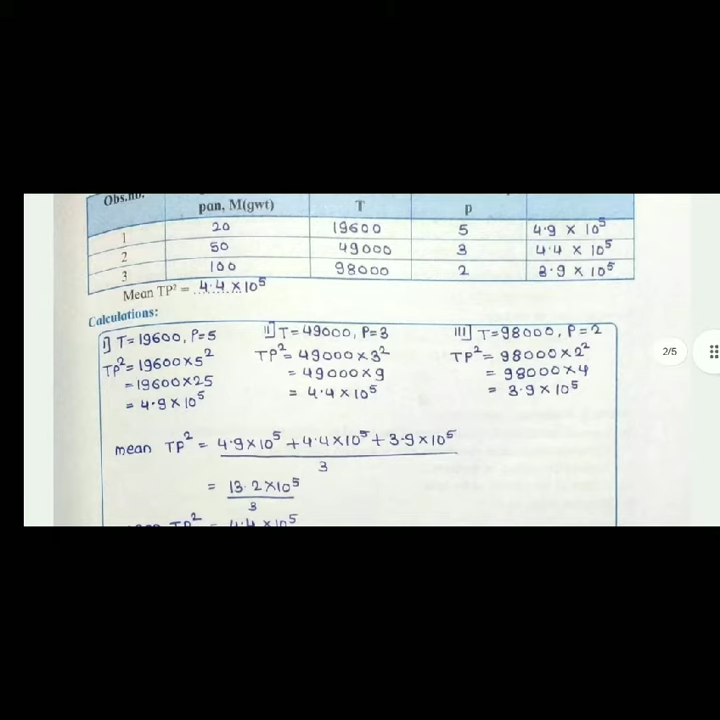 Obs.no.
pan, M(gwt) T p
1 20 19600 5 4.9 × 10⁵
2 50 49000 3 4.4 × 10⁵
3 100 98000 2 3.9 × 10⁵
Mean TP² = 4.4×10⁵
Calculations:
I] T=19600, P=5 II] T=49000, P=3 III] T=98000, P=2
TP²=19600×5² TP²=49000×3² TP²=98000×2²
=19600×25 =49000×9 =98000×4
=4.9×10⁵ =4.4×10⁵ =3.9×10⁵
mean TP² = 4.9×10⁵+4.4×10⁵+3.9×10⁵
3
= 13.2×10⁵
3
TP² = 4.4×10⁵
2/5